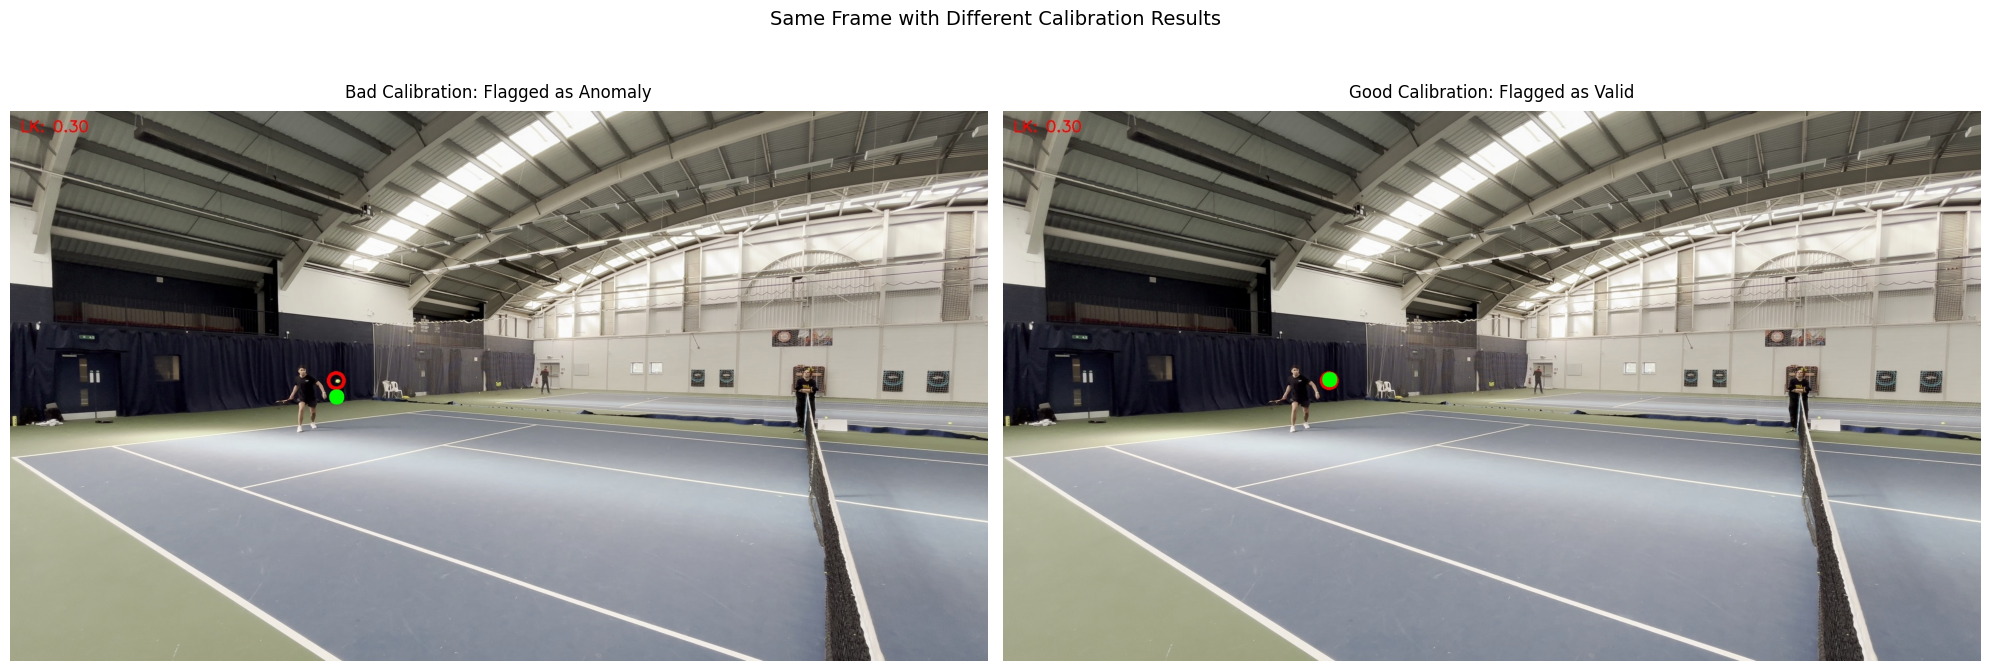 Same Frame with Different Calibration Results
Bad Calibration: Flagged as Anomaly
Good Calibration: Flagged as Valid
LK: 0.30
LK: 0.30